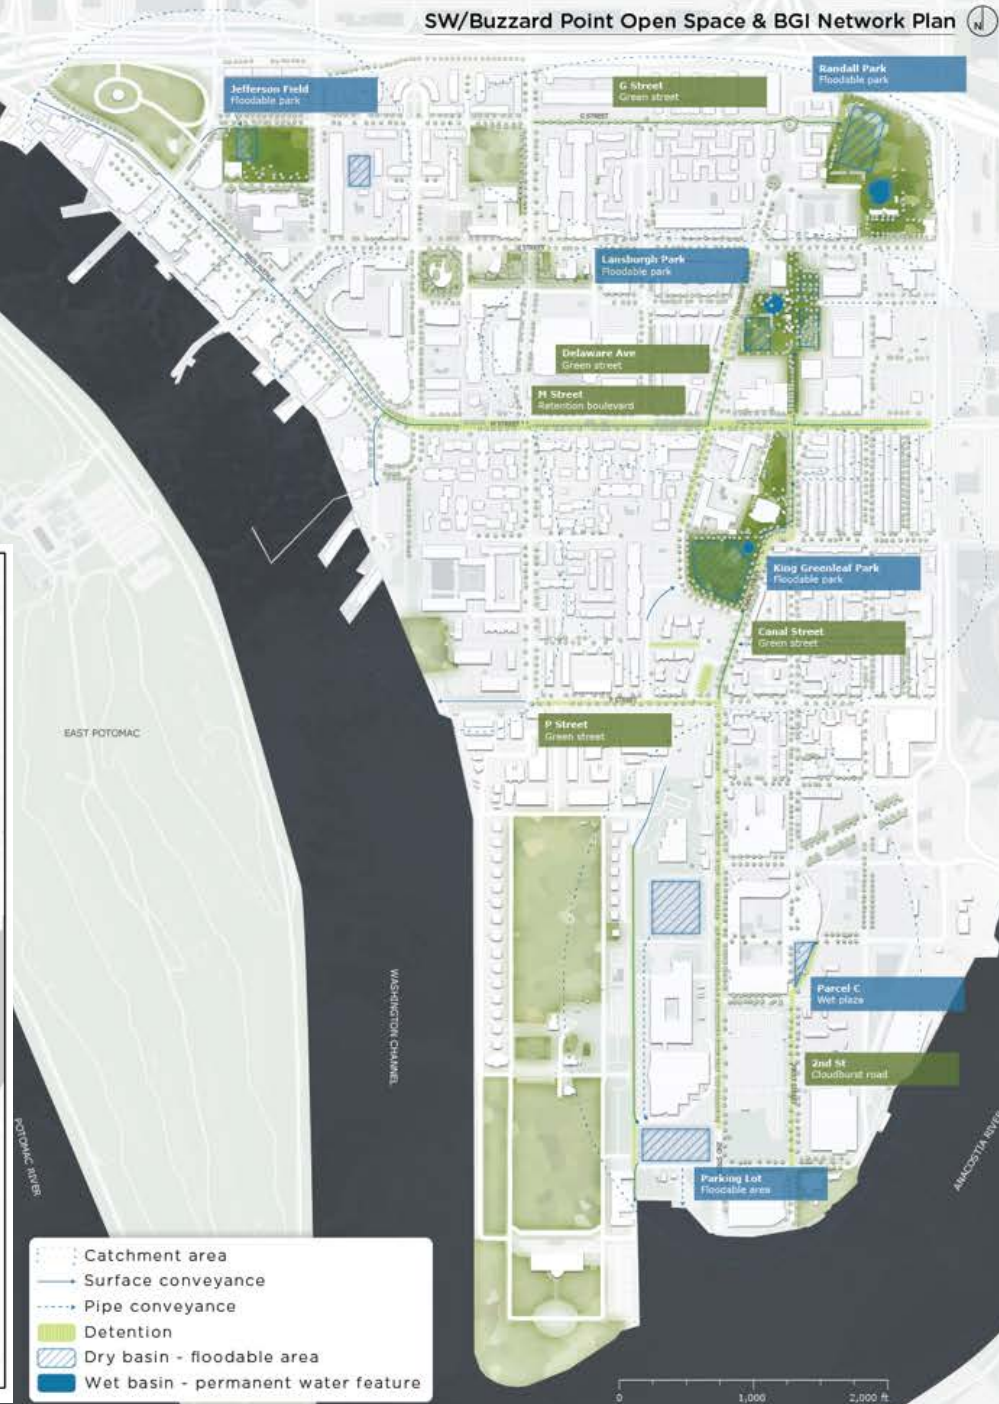 SW/Buzzard Point Open Space & BGI Network Plan
N
Jefferson Field
Floodable park
G Street
Green street
Randall Park
Floodable park
G STREET
Lansburgh Park
Floodable park
Delaware Ave
Green street
M Street
Retention boulevard
M STREET
King Greenleaf Park
Floodable park
Canal Street
Green street
P Street
Green street
EAST POTOMAC
WASHINGTON CHANNEL
POTOMAC RIVER
ANACOSTIA RIVER
Parcel C
Wet plaza
2nd St
Cloudburst road
Parking Lot
Floodable area
Catchment area
Surface conveyance
Pipe conveyance
Detention
Dry basin - floodable area
Wet basin - permanent water feature
0 1,000 2,000 ft